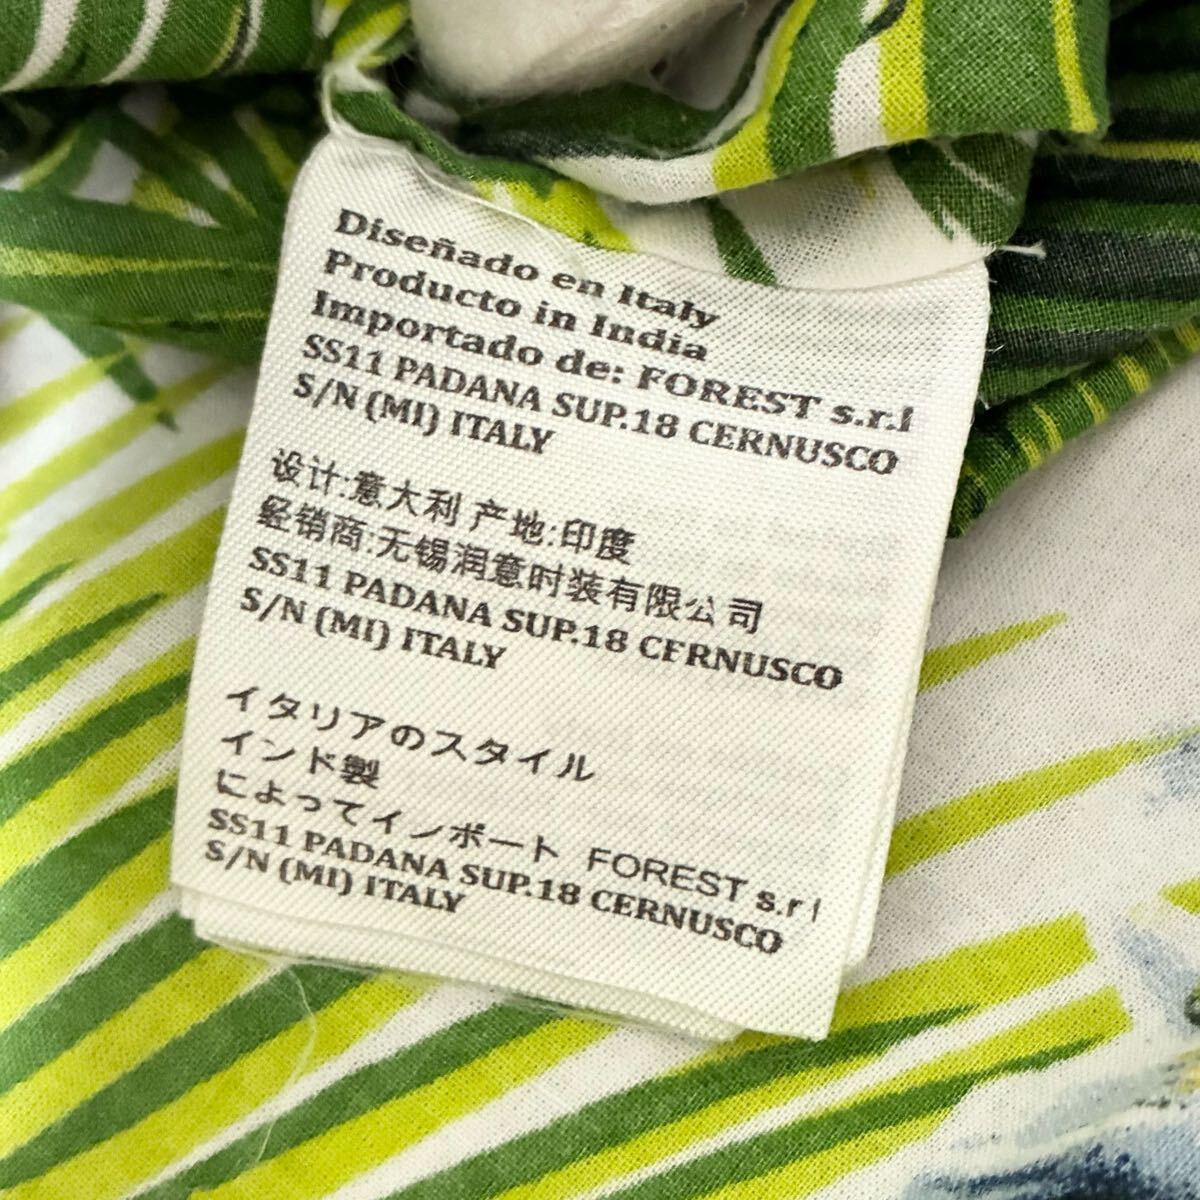 Diseñado en Italy
Producto in India
Importado de: FOREST s.r.l
SS11 PADANA SUP.18 CERNUSCO
S/N (MI) ITALY
设计:意大利 产地:印度
经销商:无锡润意时装有限公司
SS11 PADANA SUP.18 CERNUSCO
S/N (MI) ITALY
イタリアのスタイル
インド製
によってインポート FOREST s.r l
SS11 PADANA SUP.18 CERNUSCO
S/N (MI) ITALY